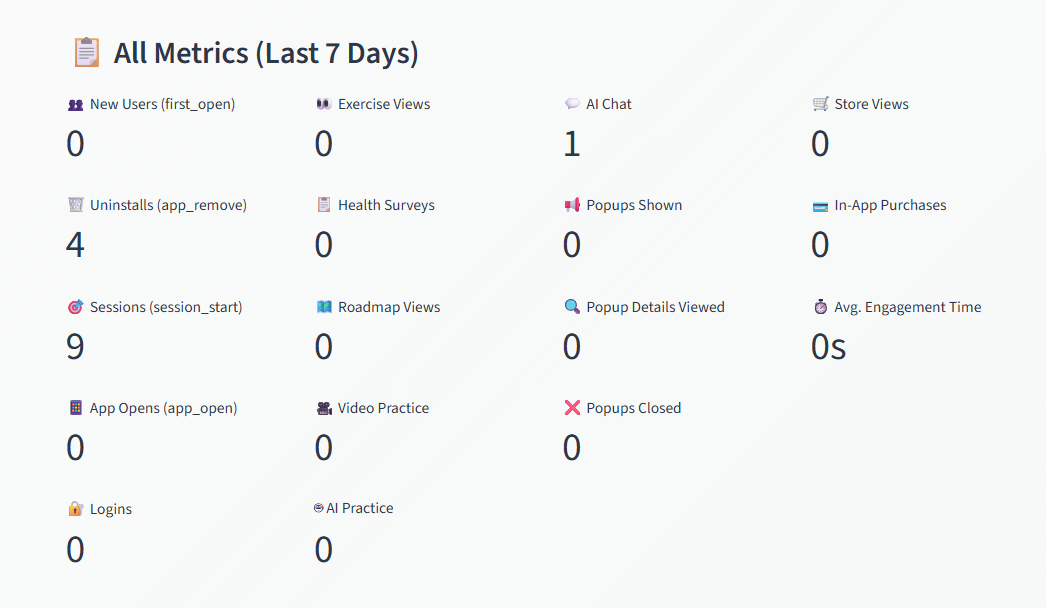 All Metrics (Last 7 Days)
New Users (first_open)
0
Uninstalls (app_remove)
4
Sessions (session_start)
9
App Opens (app_open)
0
Logins
0
Exercise Views
0
Health Surveys
0
Roadmap Views
0
Video Practice
0
AI Practice
0
AI Chat
1
Popups Shown
0
Popup Details Viewed
0
Popups Closed
0
Store Views
0
In-App Purchases
0
Avg. Engagement Time
0s